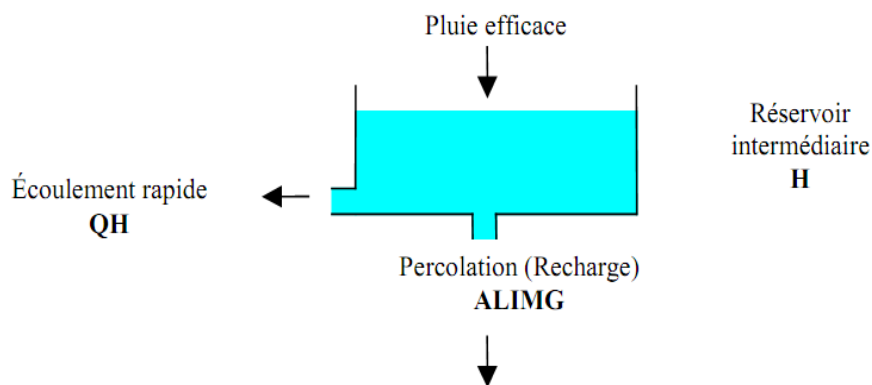 Pluie efficace
Réservoir
intermédiaire
H
Écoulement rapide
QH
Percolation (Recharge)
ALIMG